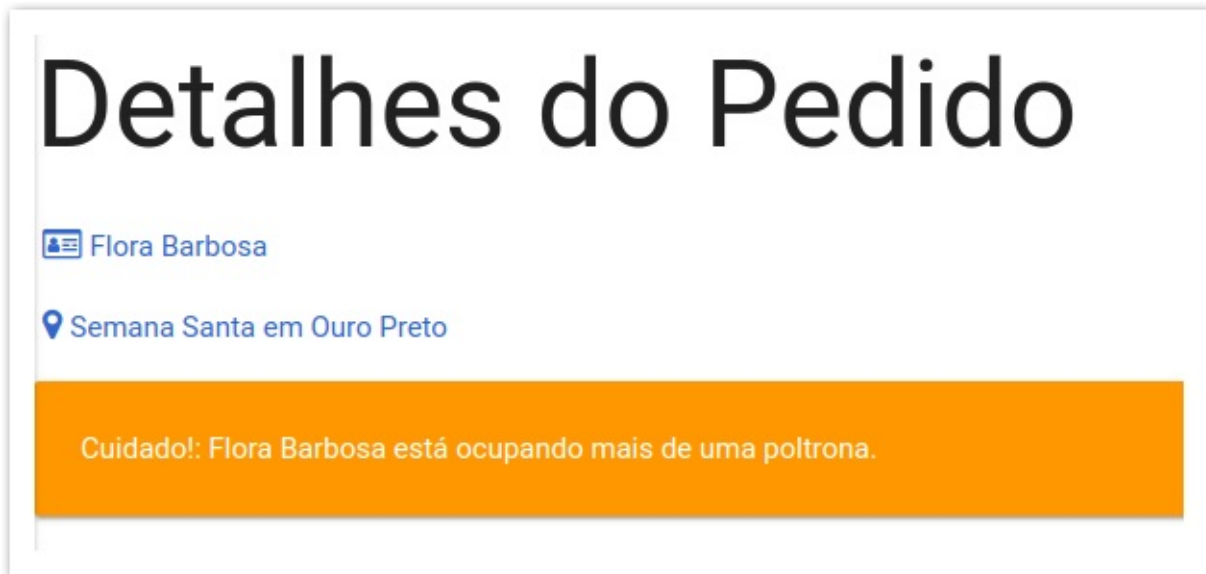 Detalhes do Pedido
Flora Barbosa
Semana Santa em Ouro Preto
Cuidado!: Flora Barbosa está ocupando mais de uma poltrona.